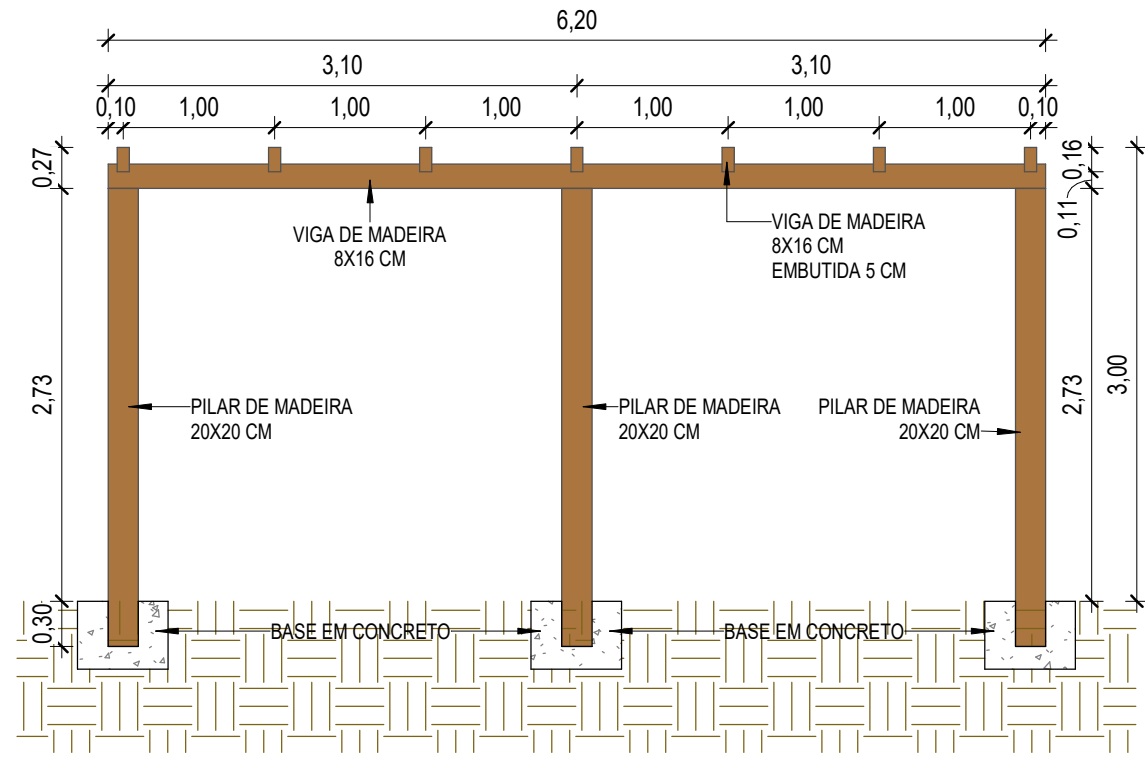 6,20
3,10 3,10
0,10 1,00 1,00 1,00 1,00 1,00 1,00 0,10
0,27
0,16
0,11
VIGA DE MADEIRA
8X16 CM
VIGA DE MADEIRA
8X16 CM
EMBUTIDA 5 CM
2,73
PILAR DE MADEIRA
20X20 CM
PILAR DE MADEIRA
20X20 CM
PILAR DE MADEIRA
20X20 CM
2,73
3,00
0,30
BASE EM CONCRETO
BASE EM CONCRETO